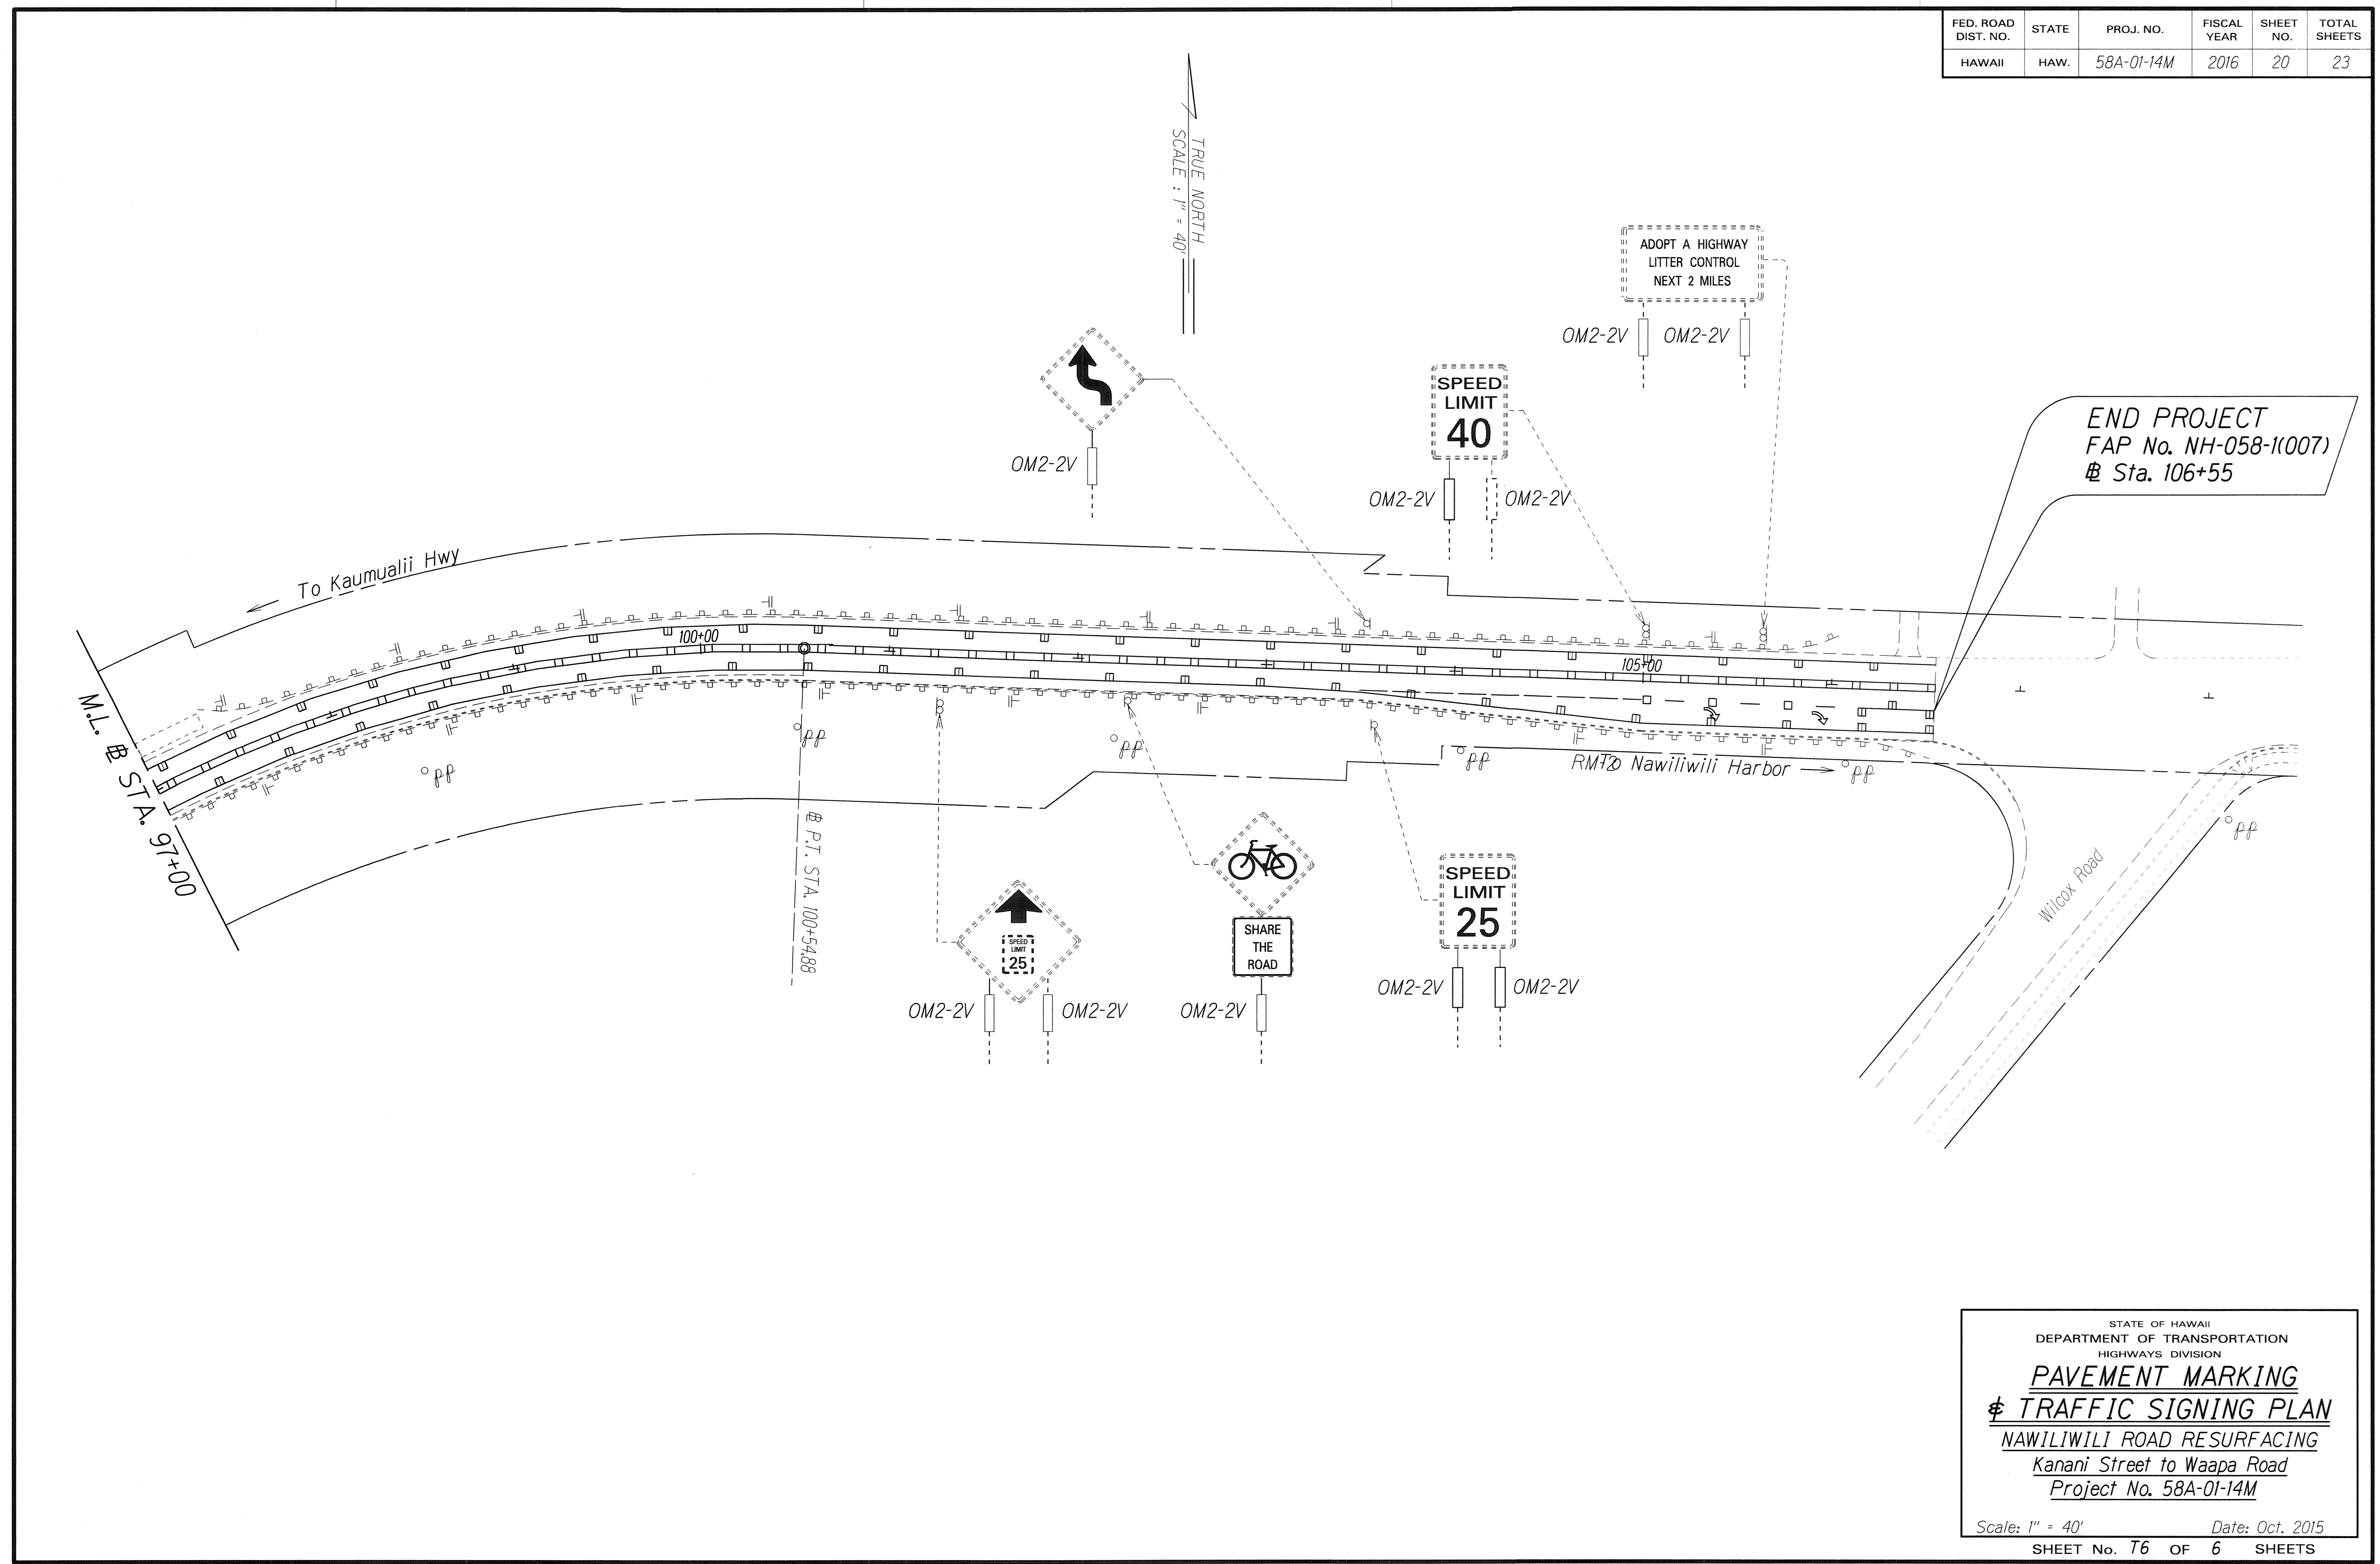 FED. ROAD DIST. NO. STATE PROJ. NO. FISCAL YEAR SHEET NO. TOTAL SHEETS
HAWAII HAW. 58A-01-14M 2016 20 23
TRUE NORTH
SCALE : 1" = 40'
ADOPT A HIGHWAY
LITTER CONTROL
NEXT 2 MILES
OM2-2V OM2-2V
SPEED
LIMIT
40
OM2-2V OM2-2V
OM2-2V
END PROJECT
FAP No. NH-058-1(007)
℄ Sta. 106+55
To Kaumualii Hwy
100+00
105+00
M.L. ℄ STA. 97+00
℄ P.T. STA. 100+54.88
pp
pp
pp
pp
pp
pp
RM12
To Nawiliwili Harbor
Wilcox Road
SPEED
LIMIT
25
OM2-2V OM2-2V
SHARE
THE
ROAD
OM2-2V
SPEED
LIMIT
25
OM2-2V OM2-2V
STATE OF HAWAII
DEPARTMENT OF TRANSPORTATION
HIGHWAYS DIVISION
PAVEMENT MARKING
& TRAFFIC SIGNING PLAN
NAWILIWILI ROAD RESURFACING
Kanani Street to Waapa Road
Project No. 58A-01-14M
Scale: 1" = 40' Date: Oct. 2015
SHEET No. T6 OF 6 SHEETS